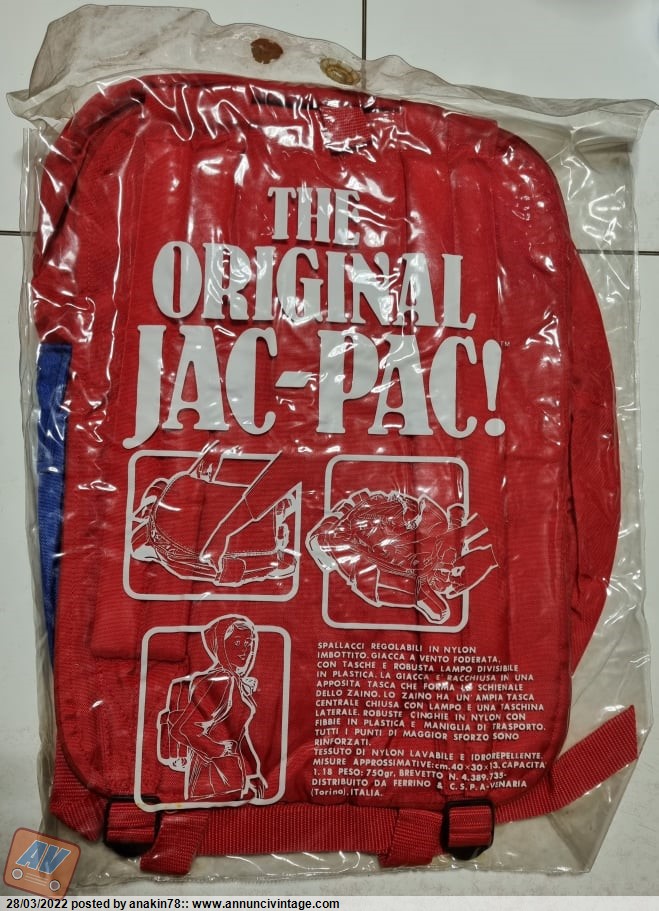 THE
ORIGINAL
JAC-PAC!™
SPALLACCI REGOLABILI IN NYLON
IMBOTTITO. GIACCA A VENTO FODERATA,
CON TASCHE E ROBUSTA LAMPO DIVISIBILE
IN PLASTICA. LA GIACCA È RACCHIUSA IN UNA
APPOSITA TASCA CHE FORMA LO SCHIENALE
DELLO ZAINO. LO ZAINO HA UN' AMPIA TASCA
CENTRALE CHIUSA CON LAMPO E UNA TASCHINA
LATERALE. ROBUSTE CINGHIE IN NYLON CON
FIBBIE IN PLASTICA E MANIGLIA DI TRASPORTO.
TUTTI I PUNTI DI MAGGIOR SFORZO SONO
RINFORZATI.
TESSUTO DI NYLON LAVABILE E IDROREPELLENTE.
MISURE APPROSSIMATIVE:cm.40×30×13.CAPACITA'
1.18 PESO: 750gr, BREVETTO N. 4.389.735-
DISTRIBUITO DA FERRINO & C.S.P.A-VENARIA
(Torino). ITALIA.
AV
28/03/2022 posted by anakin78:: www.annuncivintage.com